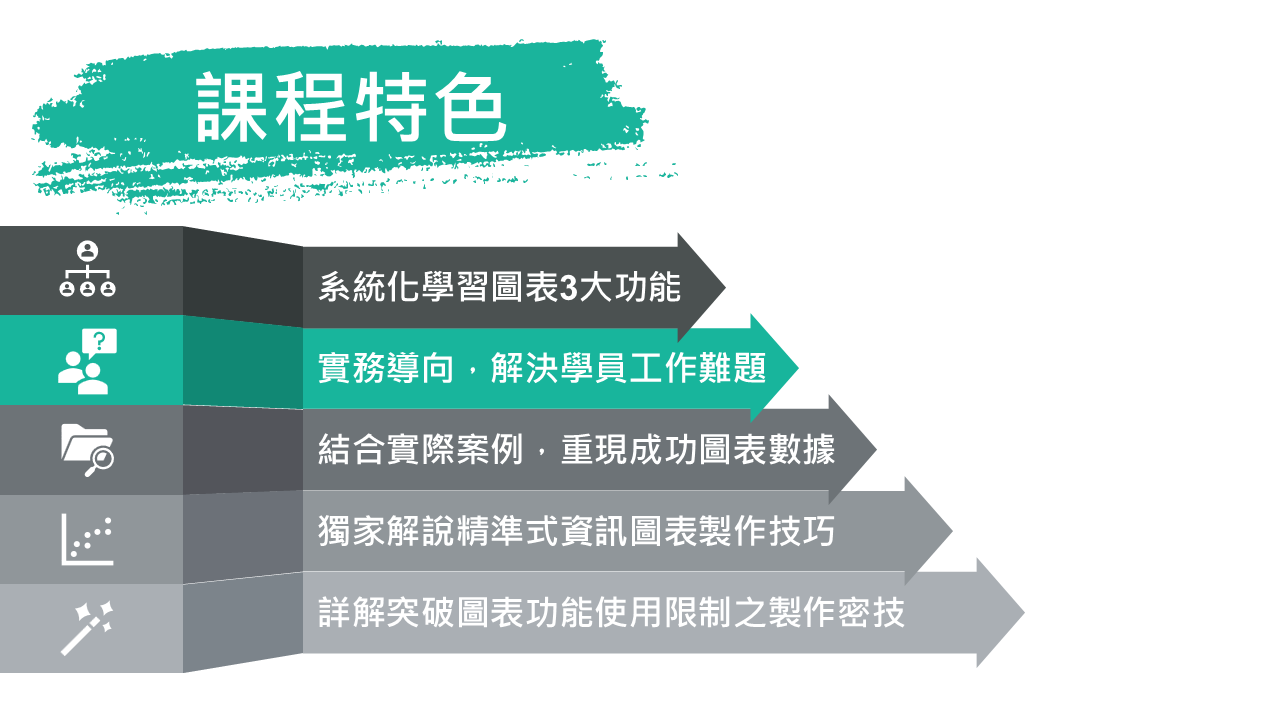 課程特色
系統化學習圖表3大功能
?
實務導向，解決學員工作難題
結合實際案例，重現成功圖表數據
獨家解說精準式資訊圖表製作技巧
詳解突破圖表功能使用限制之製作密技